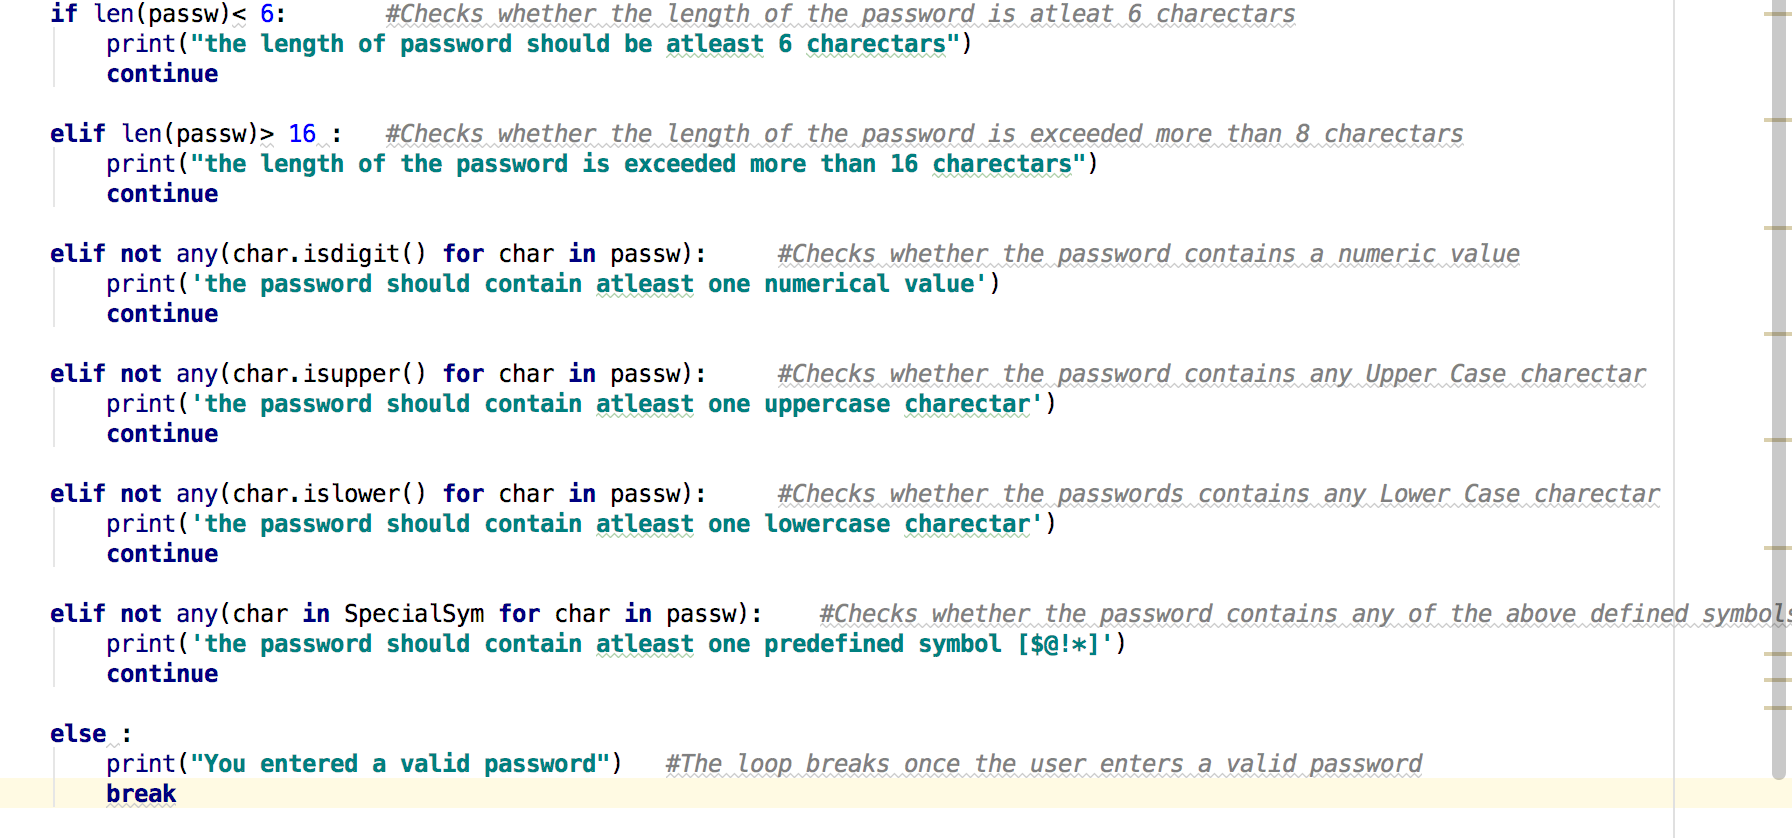 if len(passw)< 6:       #Checks whether the length of the password is atleat 6 charectars
    print("the length of password should be atleast 6 charectars")
    continue

elif len(passw)> 16 :   #Checks whether the length of the password is exceeded more than 8 charectars
    print("the length of the password is exceeded more than 16 charectars")
    continue

elif not any(char.isdigit() for char in passw):     #Checks whether the password contains a numeric value
    print('the password should contain atleast one numerical value')
    continue

elif not any(char.isupper() for char in passw):     #Checks whether the password contains any Upper Case charectar
    print('the password should contain atleast one uppercase charectar')
    continue

elif not any(char.islower() for char in passw):     #Checks whether the passwords contains any Lower Case charectar
    print('the password should contain atleast one lowercase charectar')
    continue

elif not any(char in SpecialSym for char in passw):    #Checks whether the password contains any of the above defined symbols
    print('the password should contain atleast one predefined symbol [$@!*]')
    continue

else :
    print("You entered a valid password")   #The loop breaks once the user enters a valid password
    break